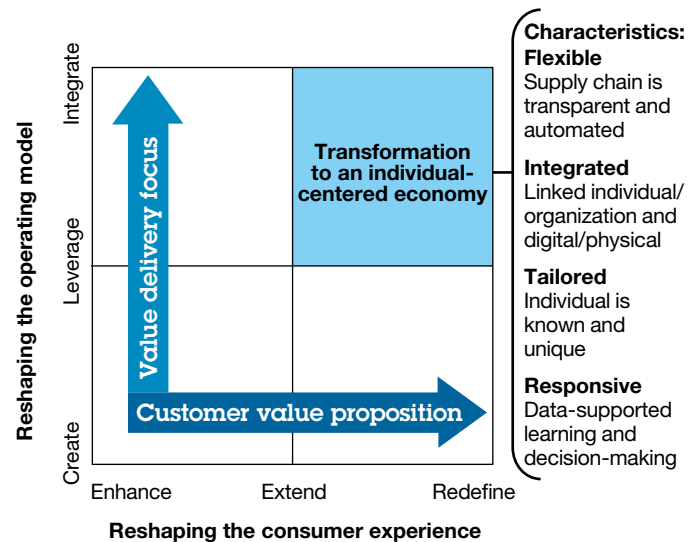 Reshaping the operating model
Integrate
Leverage
Create
Value delivery focus
Customer value proposition
Transformation
to an individual-
centered economy
Enhance
Extend
Redefine
Reshaping the consumer experience
Characteristics:
Flexible
Supply chain is
transparent and
automated
Integrated
Linked individual/
organization and
digital/physical
Tailored
Individual is
known and
unique
Responsive
Data-supported
learning and
decision-making